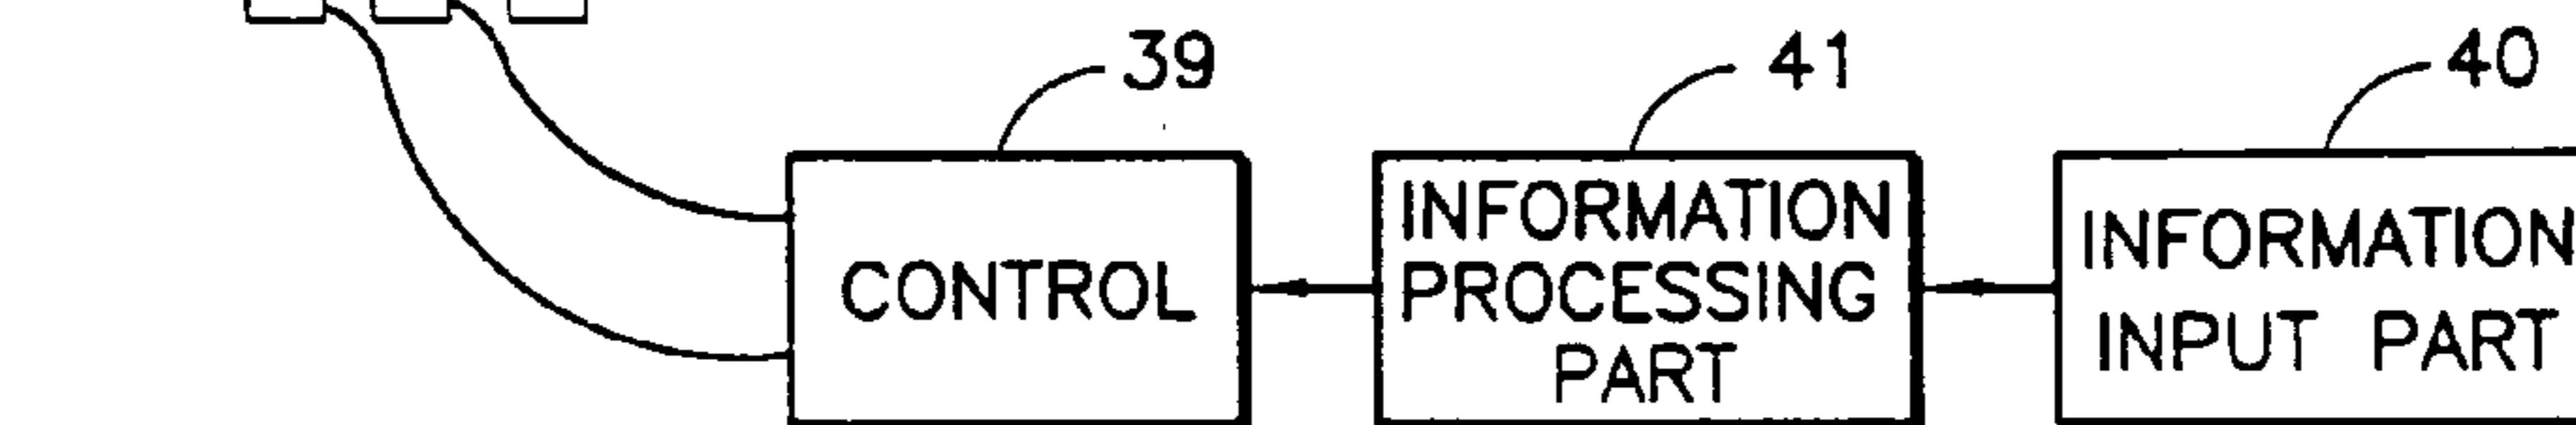 39
41
40
CONTROL
INFORMATION
PROCESSING
PART
INFORMATION
INPUT PART